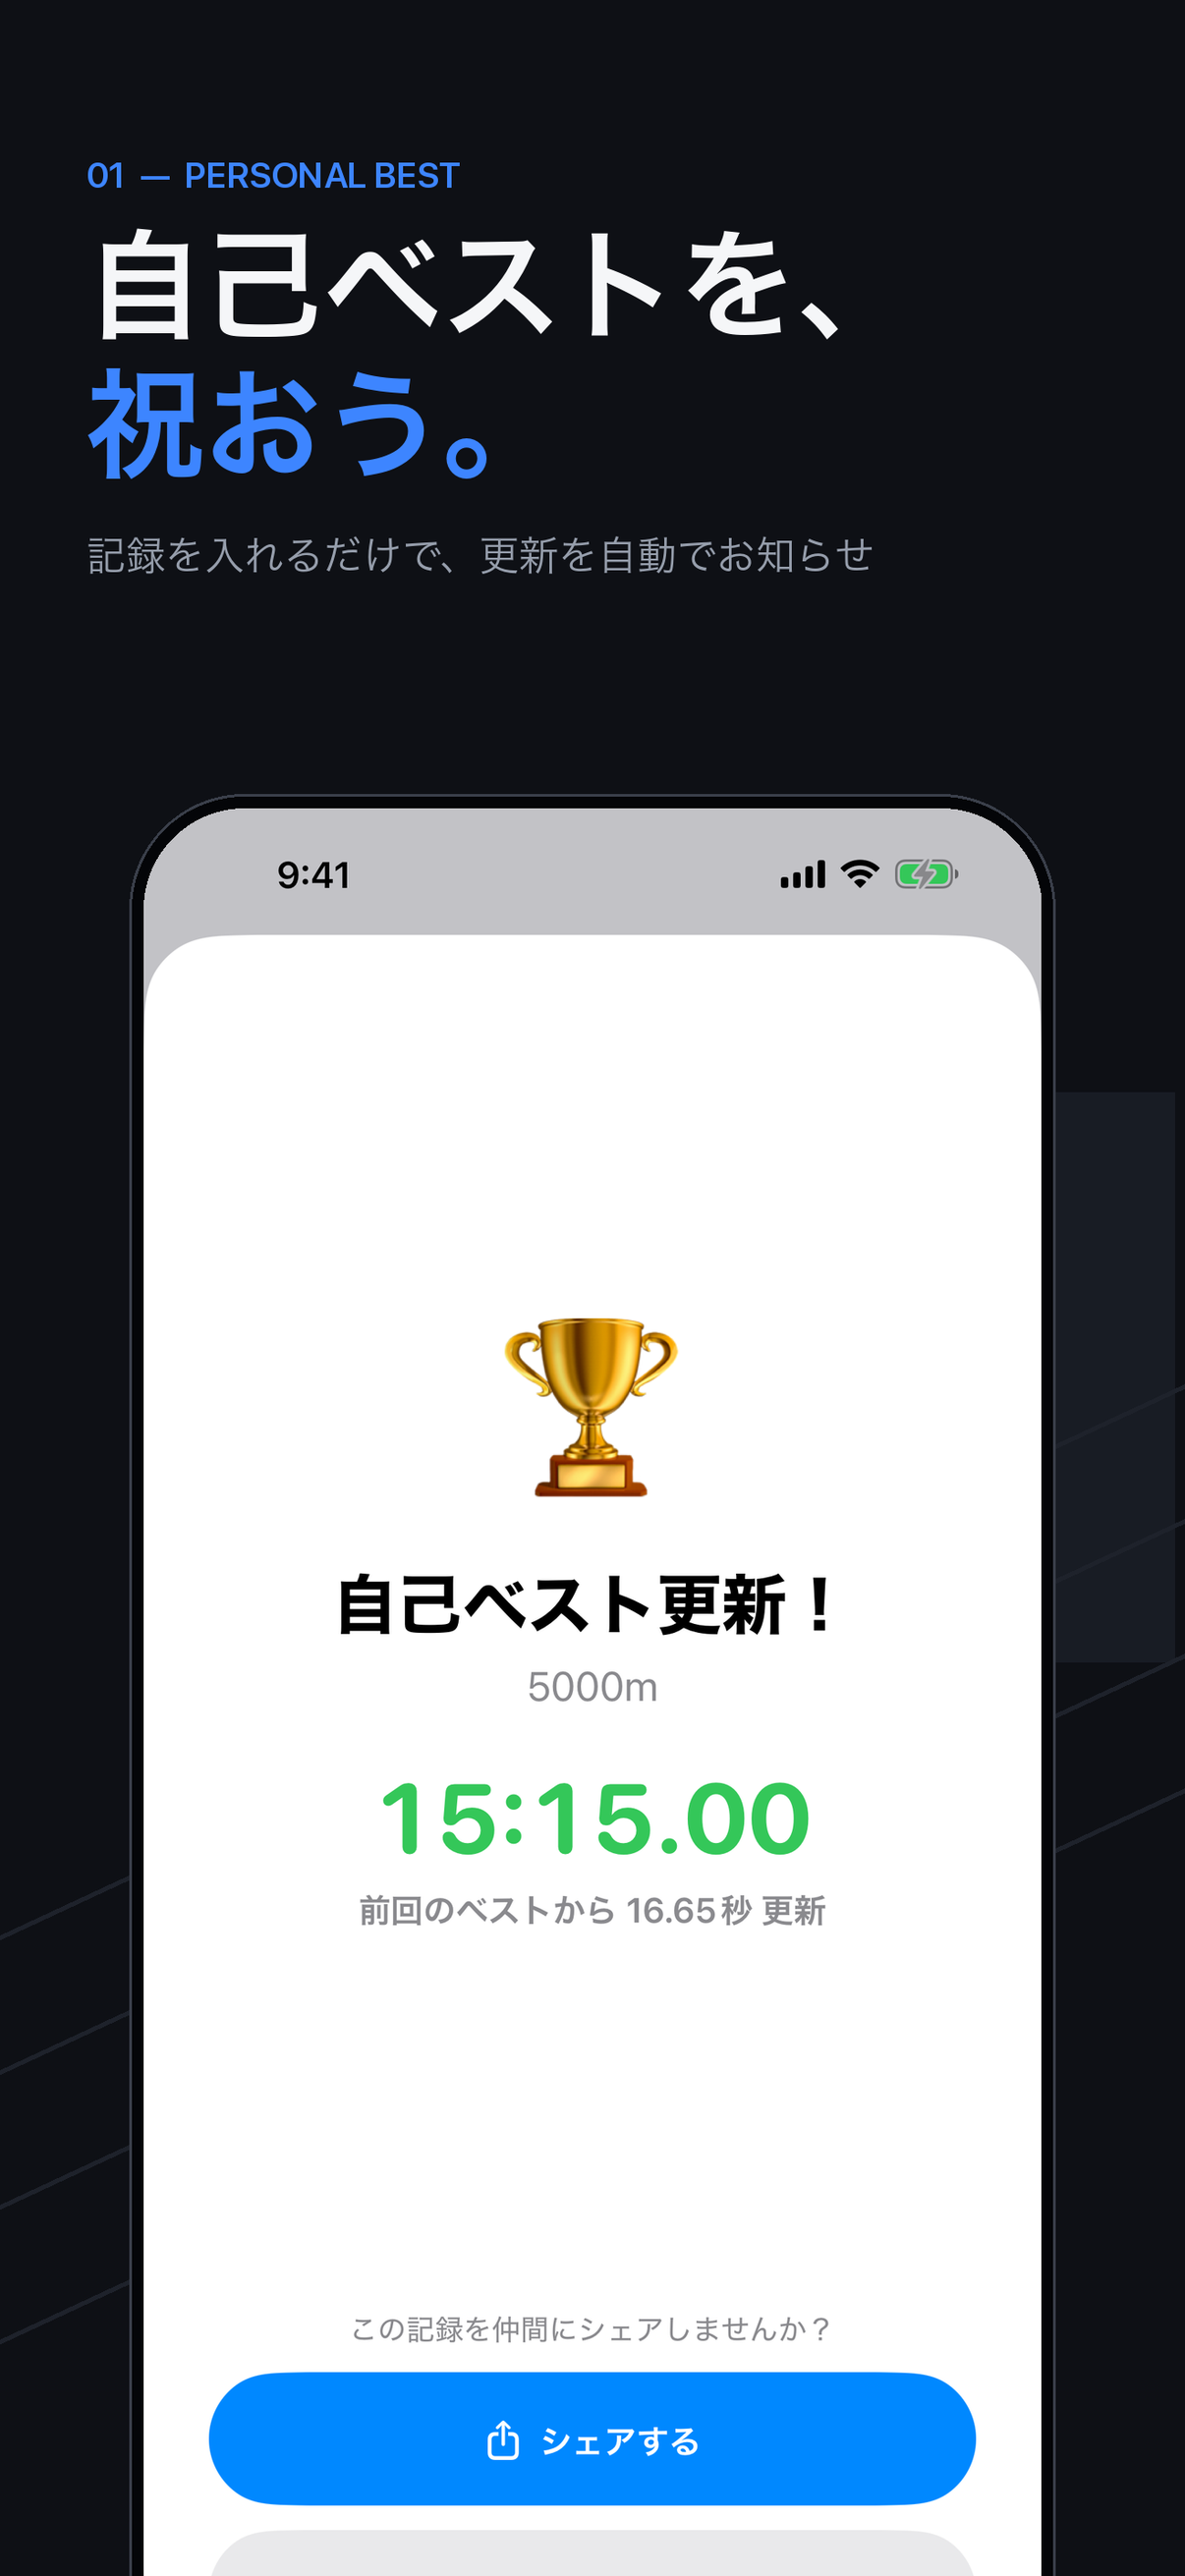 01 — PERSONAL BEST
自己ベストを、
祝おう。
記録を入れるだけで、更新を自動でお知らせ
9:41
自己ベスト更新！
5000m
15:15.00
前回のベストから 16.65秒 更新
この記録を仲間にシェアしませんか？
シェアする